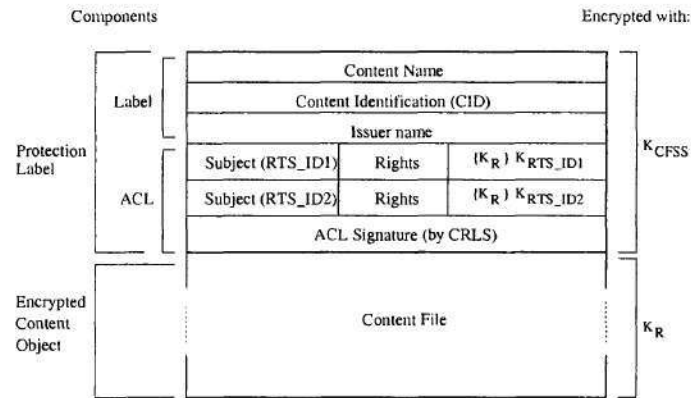 Components Encrypted with:
Content Name
Label Content Identification (CID)
Issuer name
Protection Label
K_CFSS
Subject (RTS_ID1) Rights {K_R} K_RTS_ID1
ACL Subject (RTS_ID2) Rights {K_R} K_RTS_ID2
ACL Signature (by CRLS)
Encrypted Content Object
Content File
K_R